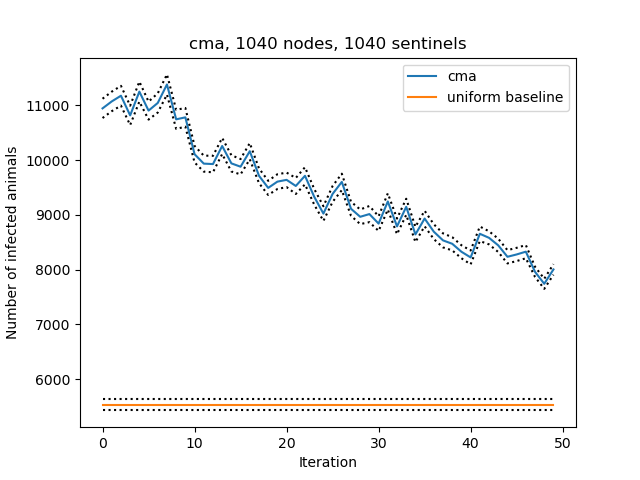 cma, 1040 nodes, 1040 sentinels
cma
uniform baseline
Number of infected animals
11000
10000
9000
8000
7000
6000
0 10 20 30 40 50
Iteration